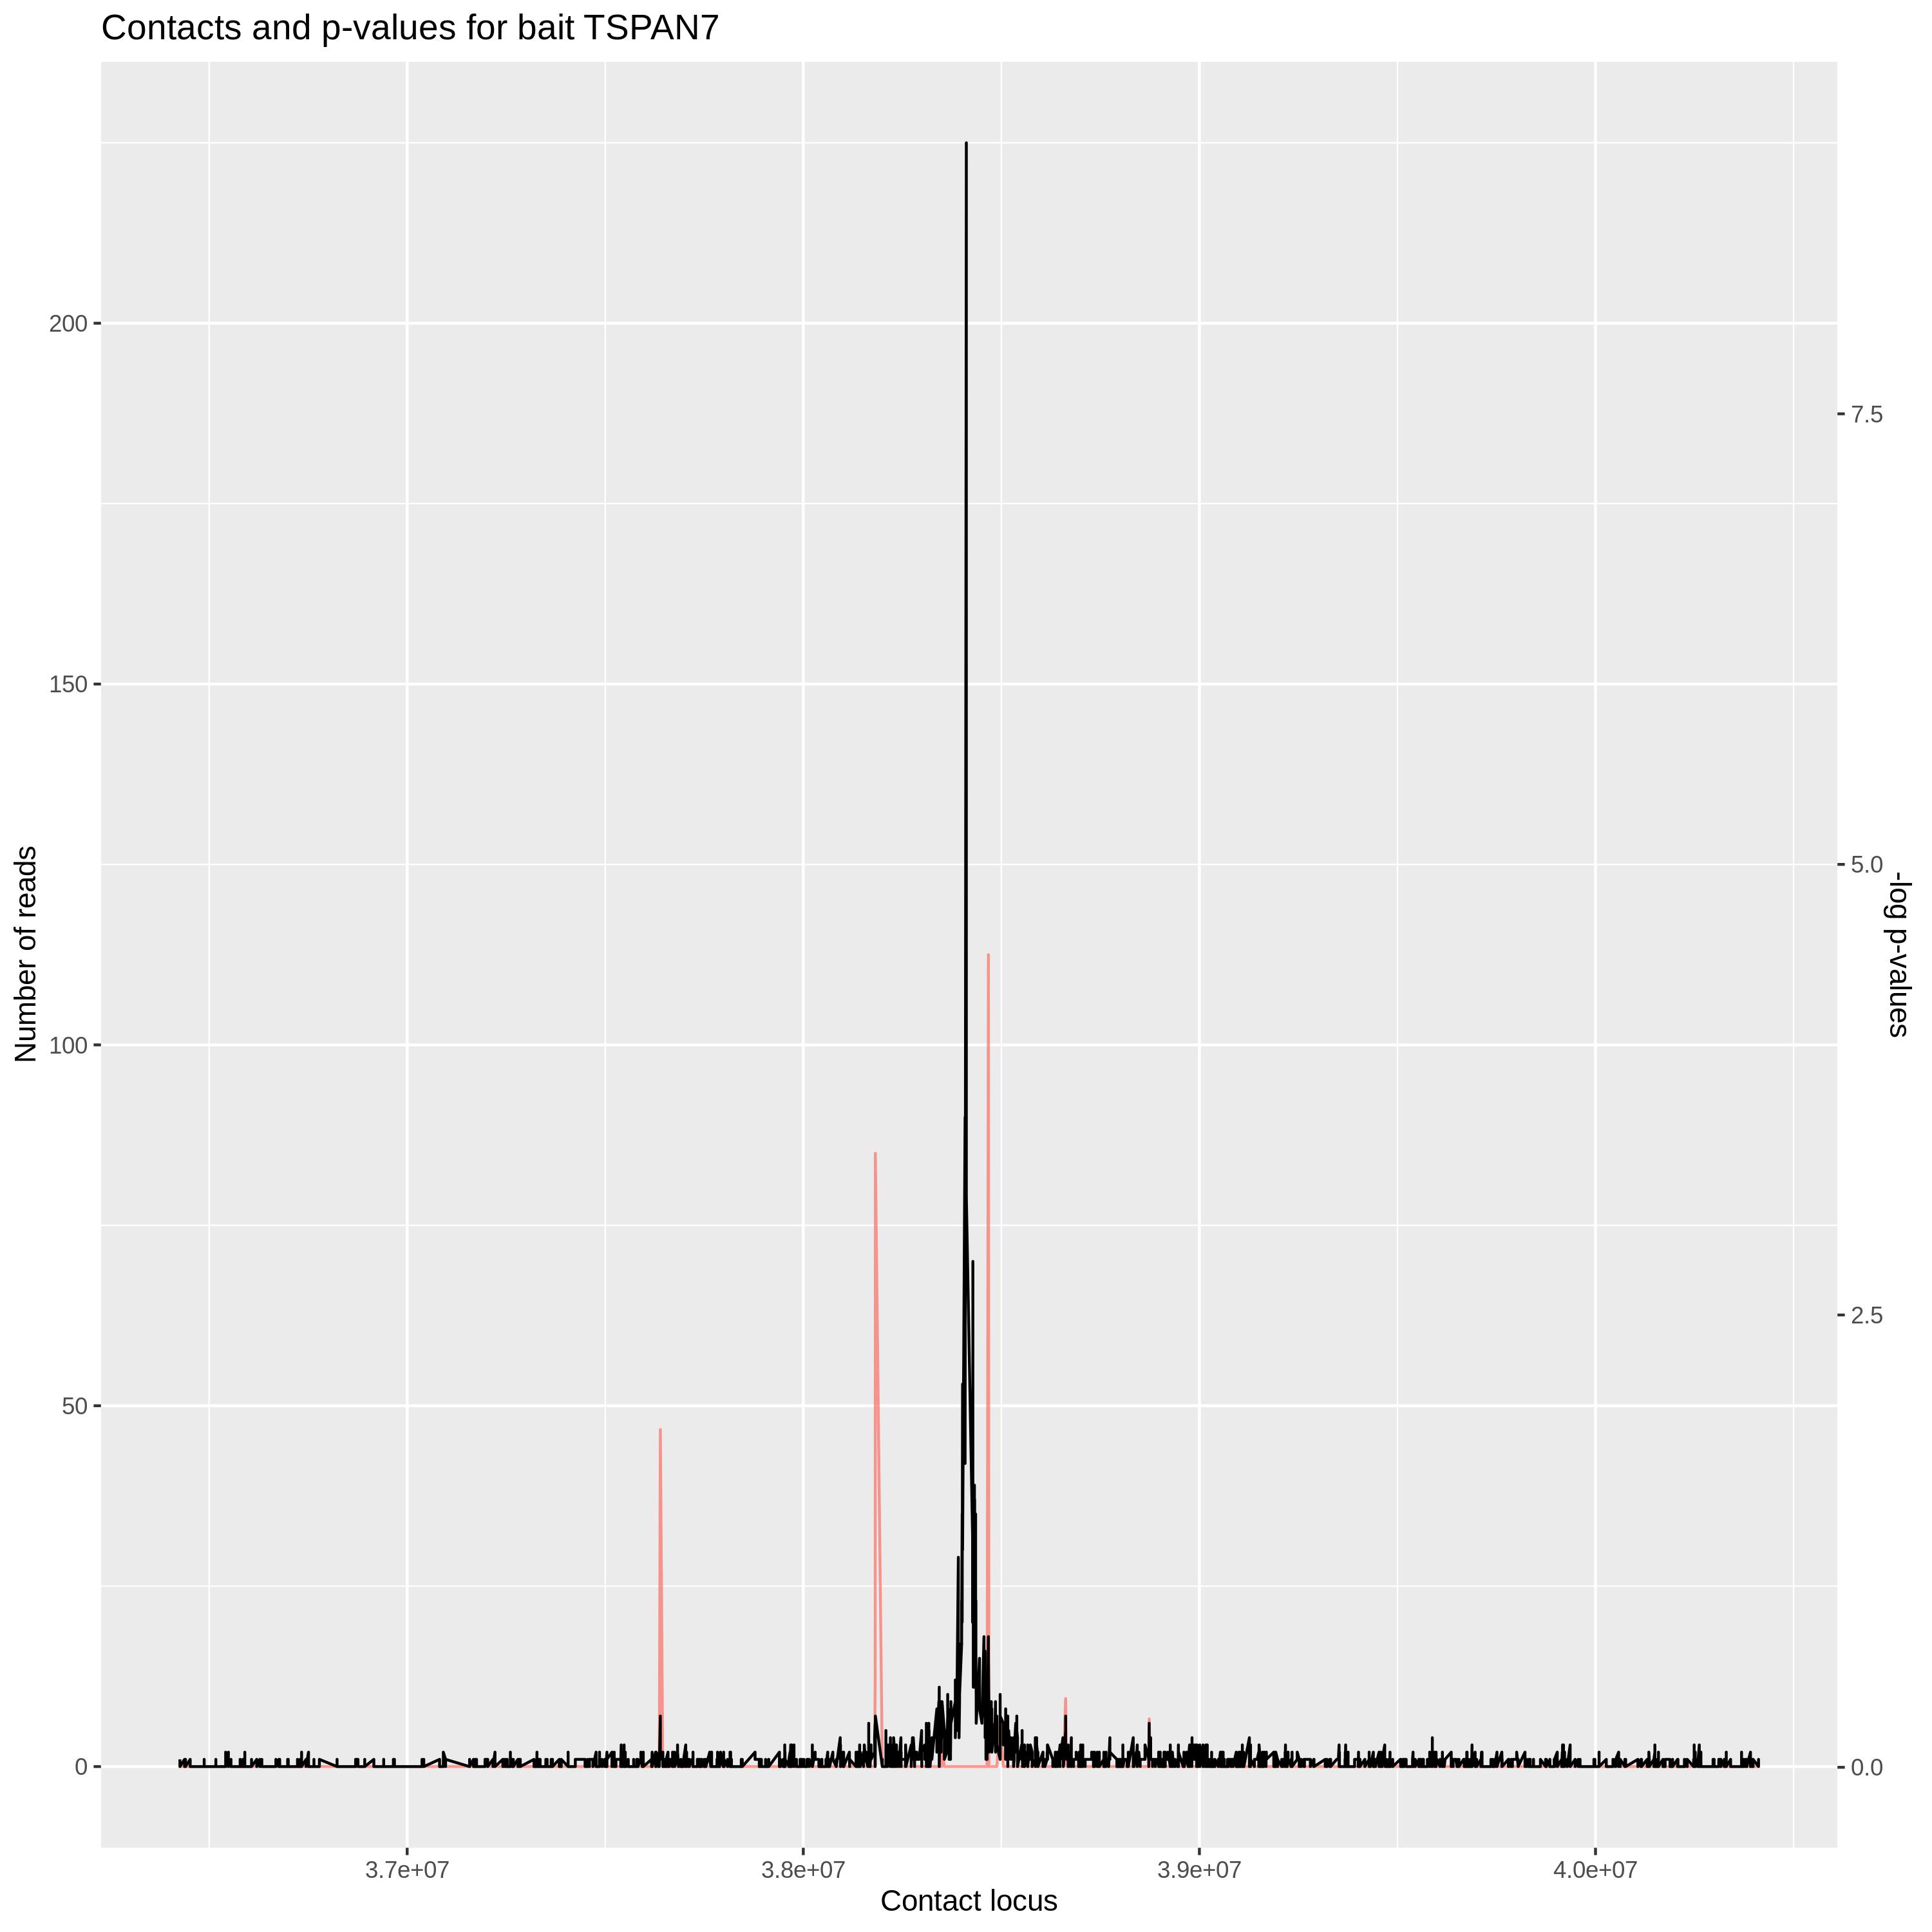 Contacts and p-values for bait TSPAN7
Number of reads
200
150
100
50
0
7.5
5.0
2.5
0.0
-log p-values
3.7e+07
3.8e+07
3.9e+07
4.0e+07
Contact locus